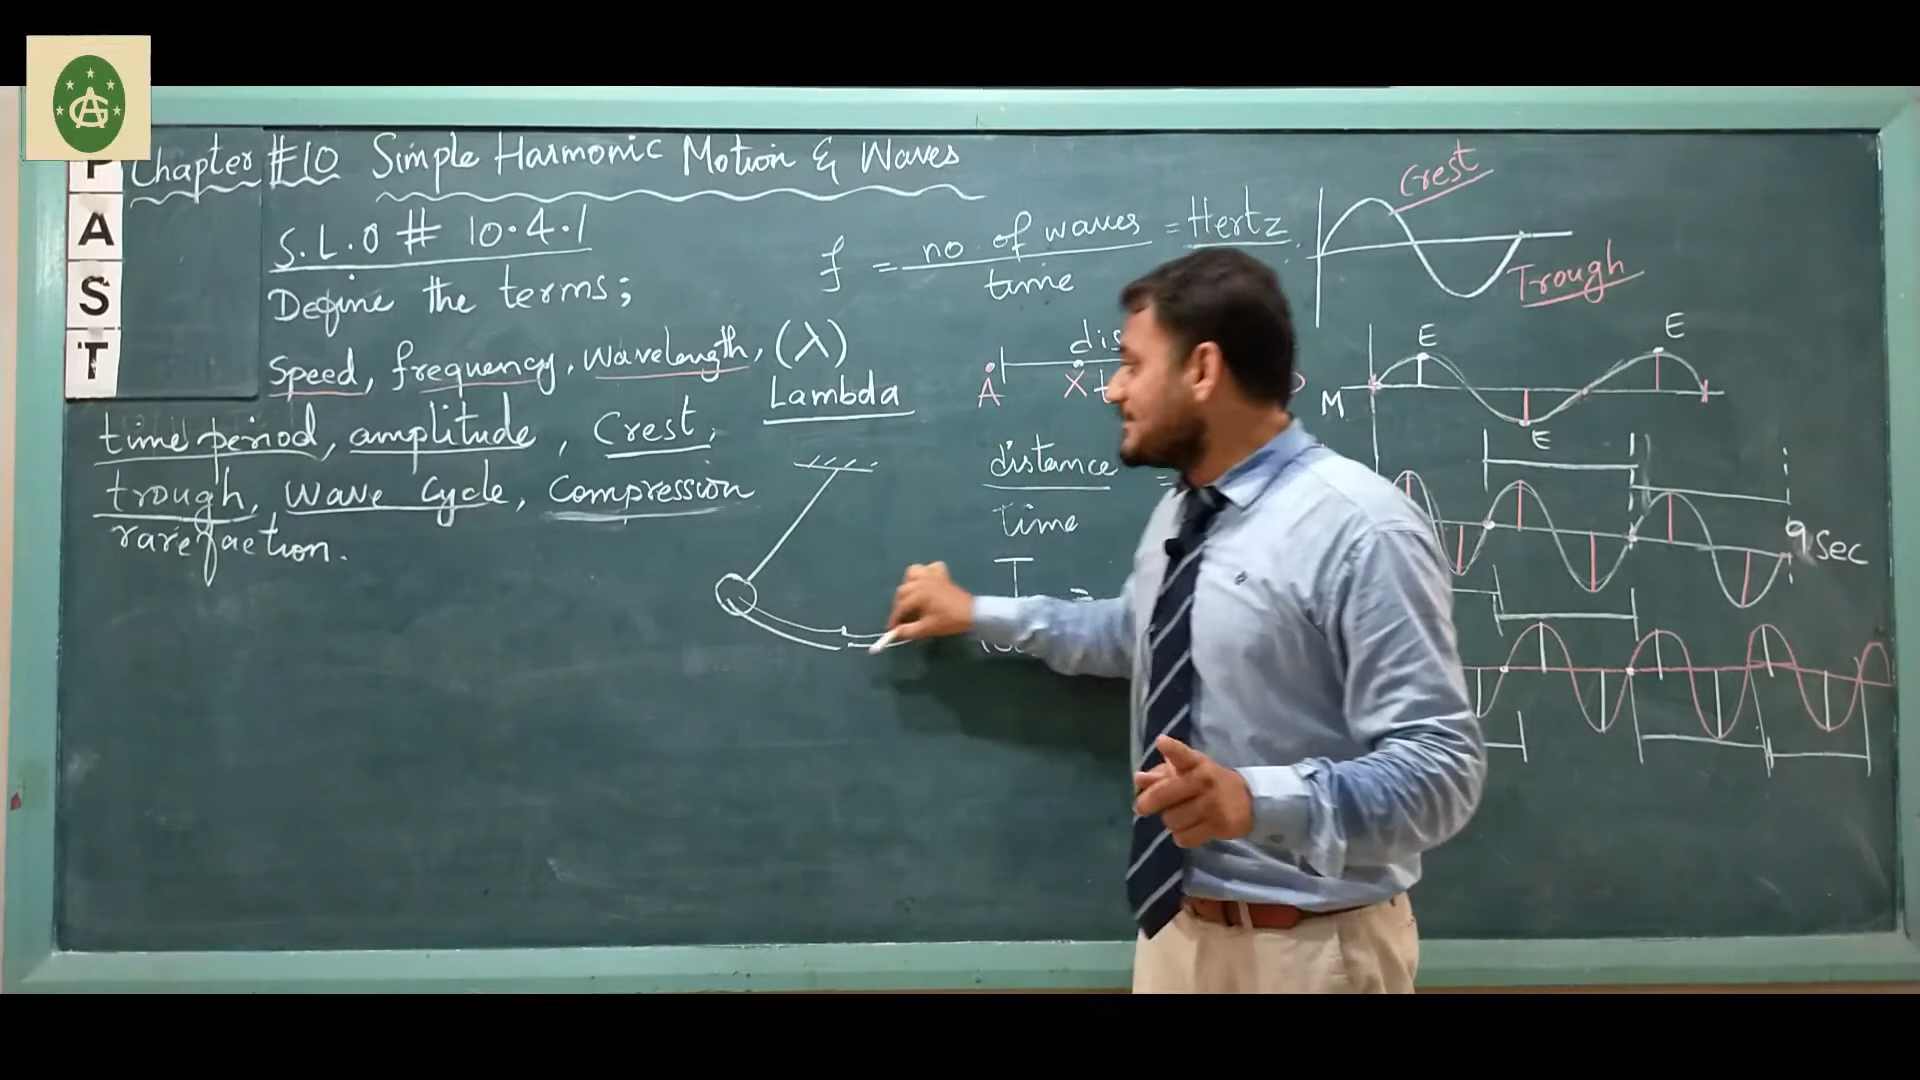 P
A
S
T
Chapter #10 Simple Harmonic Motion & Waves
S.L.O # 10.4.1
Define the terms;
Speed, frequency, wavelength, (λ)
Lambda
time period, amplitude, Crest,
trough, wave cycle, Compression
rarefaction.
f = no. of waves = Hertz
time
dis
A X t
distance =
time
T =
Crest
Trough
E E
M
E
9 Sec